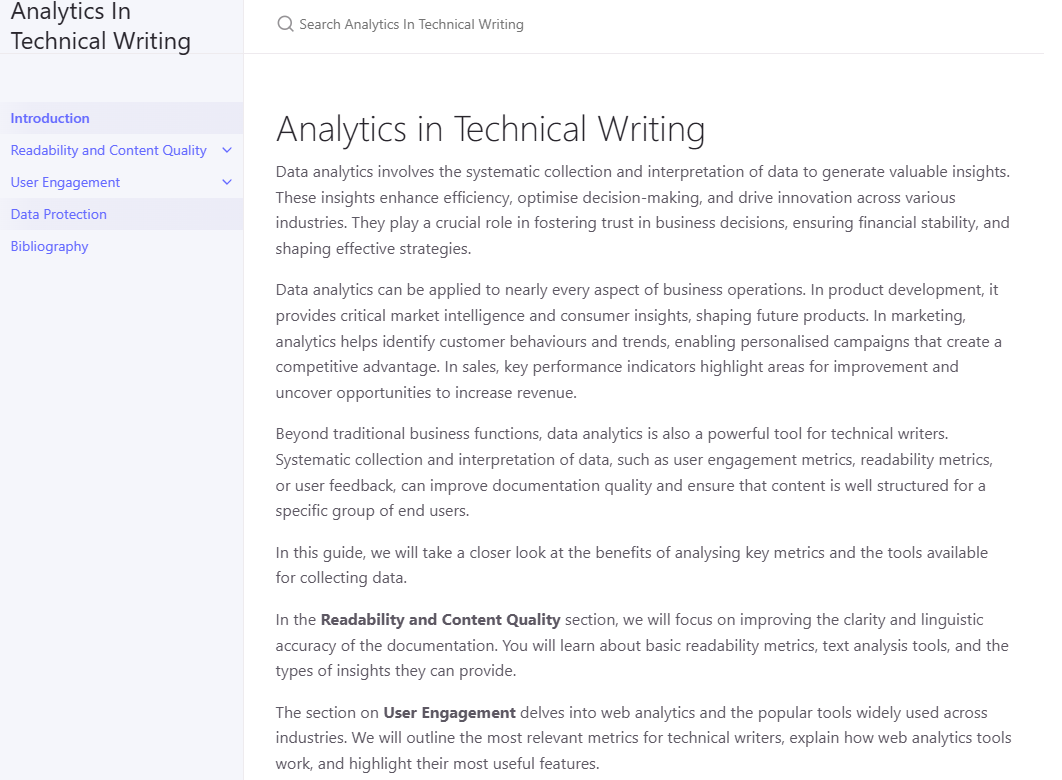 Analytics In
Technical Writing
Search Analytics In Technical Writing
Introduction
Readability and Content Quality
User Engagement
Data Protection
Bibliography
Analytics in Technical Writing
Data analytics involves the systematic collection and interpretation of data to generate valuable insights.
These insights enhance efficiency, optimise decision-making, and drive innovation across various
industries. They play a crucial role in fostering trust in business decisions, ensuring financial stability, and
shaping effective strategies.
Data analytics can be applied to nearly every aspect of business operations. In product development, it
provides critical market intelligence and consumer insights, shaping future products. In marketing,
analytics helps identify customer behaviours and trends, enabling personalised campaigns that create a
competitive advantage. In sales, key performance indicators highlight areas for improvement and
uncover opportunities to increase revenue.
Beyond traditional business functions, data analytics is also a powerful tool for technical writers.
Systematic collection and interpretation of data, such as user engagement metrics, readability metrics,
or user feedback, can improve documentation quality and ensure that content is well structured for a
specific group of end users.
In this guide, we will take a closer look at the benefits of analysing key metrics and the tools available
for collecting data.
In the Readability and Content Quality section, we will focus on improving the clarity and linguistic
accuracy of the documentation. You will learn about basic readability metrics, text analysis tools, and the
types of insights they can provide.
The section on User Engagement delves into web analytics and the popular tools widely used across
industries. We will outline the most relevant metrics for technical writers, explain how web analytics tools
work, and highlight their most useful features.